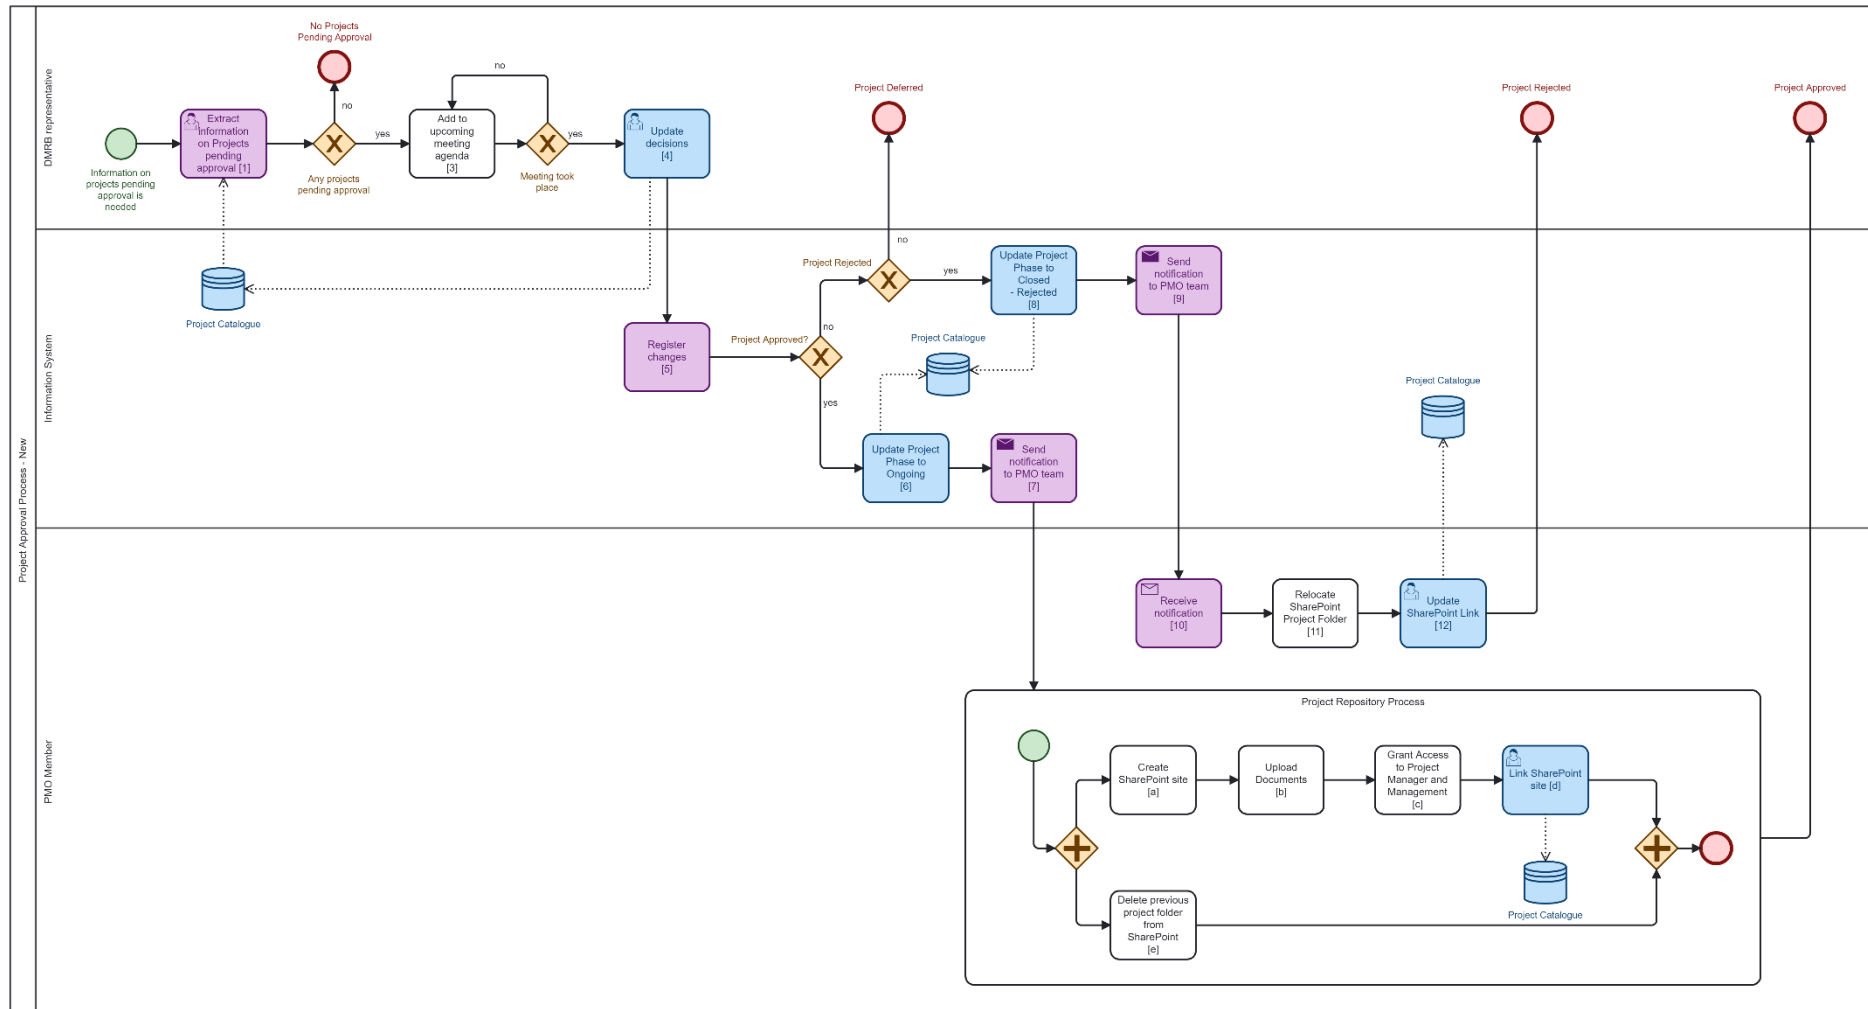 Project Approval Process - New
DMRB representative
Information on
projects pending
approval is
needed
Extract
Information
on Projects
pending
approval [1]
No Projects
Pending Approval
no
Any projects
pending approval
yes
Add to
upcoming
meeting
agenda
[3]
no
Meeting took
place
yes
Update
decisions
[4]
Project Deferred
Project Rejected
Project Approved
Information System
Project Catalogue
Register
changes
[5]
Project Approved?
no
yes
Project Rejected
no
yes
Update Project
Phase to
Closed
- Rejected
[8]
Send
notification
to PMO team
[9]
Project Catalogue
Update Project
Phase to
Ongoing
[6]
Send
notification
to PMO team
[7]
Project Catalogue
PMO Member
Receive
notification
[10]
Relocate
SharePoint
Project Folder
[11]
Update
SharePoint Link
[12]
Project Repository Process
Create
SharePoint site
[a]
Upload
Documents
[b]
Grant Access
to Project
Manager and
Management
[c]
Link SharePoint
site [d]
Project Catalogue
Delete previous
project folder
from
SharePoint
[e]